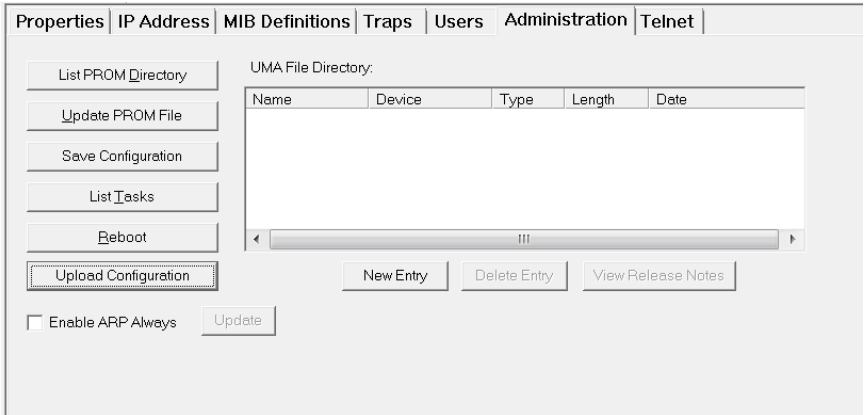 Properties IP Address MIB Definitions Traps Users Administration Telnet
List PROM Directory
Update PROM File
Save Configuration
List Tasks
Reboot
Upload Configuration
Enable ARP Always Update
UMA File Directory:
Name Device Type Length Date
New Entry Delete Entry View Release Notes